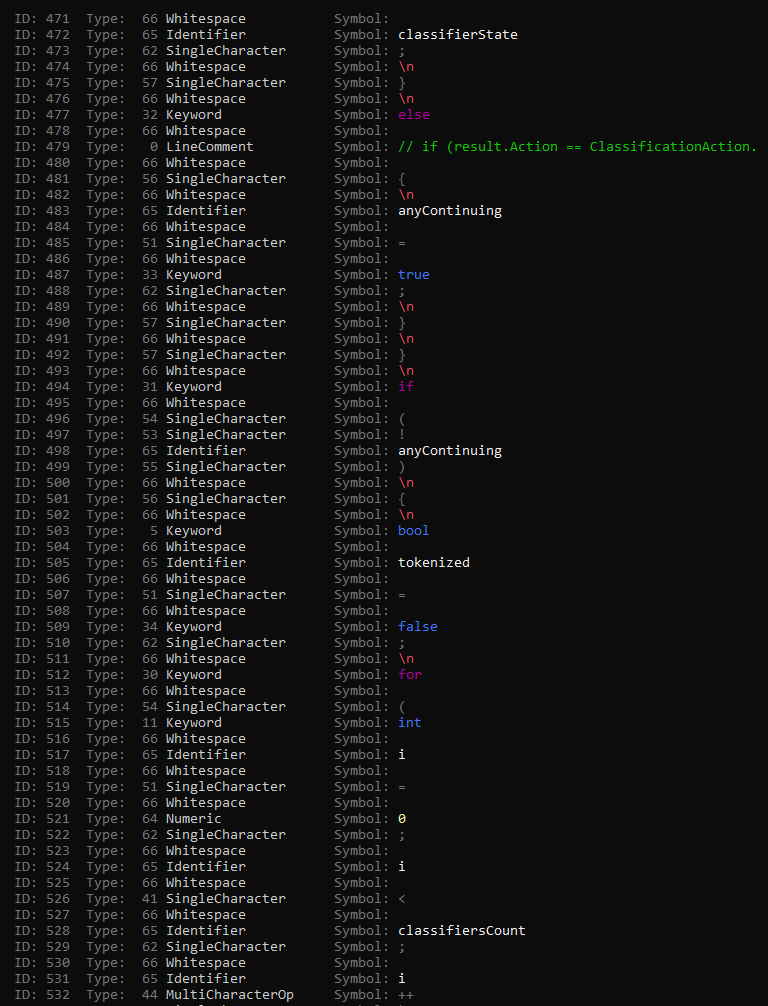 ID: 471 Type: 66 Whitespace Symbol:
ID: 472 Type: 65 Identifier Symbol: classifierState
ID: 473 Type: 62 SingleCharacter Symbol: ;
ID: 474 Type: 66 Whitespace Symbol: \n
ID: 475 Type: 57 SingleCharacter Symbol: }
ID: 476 Type: 66 Whitespace Symbol: \n
ID: 477 Type: 32 Keyword Symbol: else
ID: 478 Type: 66 Whitespace Symbol:
ID: 479 Type: 0 LineComment Symbol: // if (result.Action == ClassificationAction.
ID: 480 Type: 66 Whitespace Symbol:
ID: 481 Type: 56 SingleCharacter Symbol: {
ID: 482 Type: 66 Whitespace Symbol: \n
ID: 483 Type: 65 Identifier Symbol: anyContinuing
ID: 484 Type: 66 Whitespace Symbol:
ID: 485 Type: 51 SingleCharacter Symbol: =
ID: 486 Type: 66 Whitespace Symbol:
ID: 487 Type: 33 Keyword Symbol: true
ID: 488 Type: 62 SingleCharacter Symbol: ;
ID: 489 Type: 66 Whitespace Symbol: \n
ID: 490 Type: 57 SingleCharacter Symbol: }
ID: 491 Type: 66 Whitespace Symbol: \n
ID: 492 Type: 57 SingleCharacter Symbol: }
ID: 493 Type: 66 Whitespace Symbol: \n
ID: 494 Type: 31 Keyword Symbol: if
ID: 495 Type: 66 Whitespace Symbol:
ID: 496 Type: 54 SingleCharacter Symbol: (
ID: 497 Type: 53 SingleCharacter Symbol: !
ID: 498 Type: 65 Identifier Symbol: anyContinuing
ID: 499 Type: 55 SingleCharacter Symbol: )
ID: 500 Type: 66 Whitespace Symbol: \n
ID: 501 Type: 56 SingleCharacter Symbol: {
ID: 502 Type: 66 Whitespace Symbol: \n
ID: 503 Type: 5 Keyword Symbol: bool
ID: 504 Type: 66 Whitespace Symbol:
ID: 505 Type: 65 Identifier Symbol: tokenized
ID: 506 Type: 66 Whitespace Symbol:
ID: 507 Type: 51 SingleCharacter Symbol: =
ID: 508 Type: 66 Whitespace Symbol:
ID: 509 Type: 34 Keyword Symbol: false
ID: 510 Type: 62 SingleCharacter Symbol: ;
ID: 511 Type: 66 Whitespace Symbol: \n
ID: 512 Type: 30 Keyword Symbol: for
ID: 513 Type: 66 Whitespace Symbol:
ID: 514 Type: 54 SingleCharacter Symbol: (
ID: 515 Type: 11 Keyword Symbol: int
ID: 516 Type: 66 Whitespace Symbol:
ID: 517 Type: 65 Identifier Symbol: i
ID: 518 Type: 66 Whitespace Symbol:
ID: 519 Type: 51 SingleCharacter Symbol: =
ID: 520 Type: 66 Whitespace Symbol:
ID: 521 Type: 64 Numeric Symbol: 0
ID: 522 Type: 62 SingleCharacter Symbol: ;
ID: 523 Type: 66 Whitespace Symbol:
ID: 524 Type: 65 Identifier Symbol: i
ID: 525 Type: 66 Whitespace Symbol:
ID: 526 Type: 41 SingleCharacter Symbol: <
ID: 527 Type: 66 Whitespace Symbol:
ID: 528 Type: 65 Identifier Symbol: classifiersCount
ID: 529 Type: 62 SingleCharacter Symbol: ;
ID: 530 Type: 66 Whitespace Symbol:
ID: 531 Type: 65 Identifier Symbol: i
ID: 532 Type: 44 MultiCharacterOp Symbol: ++